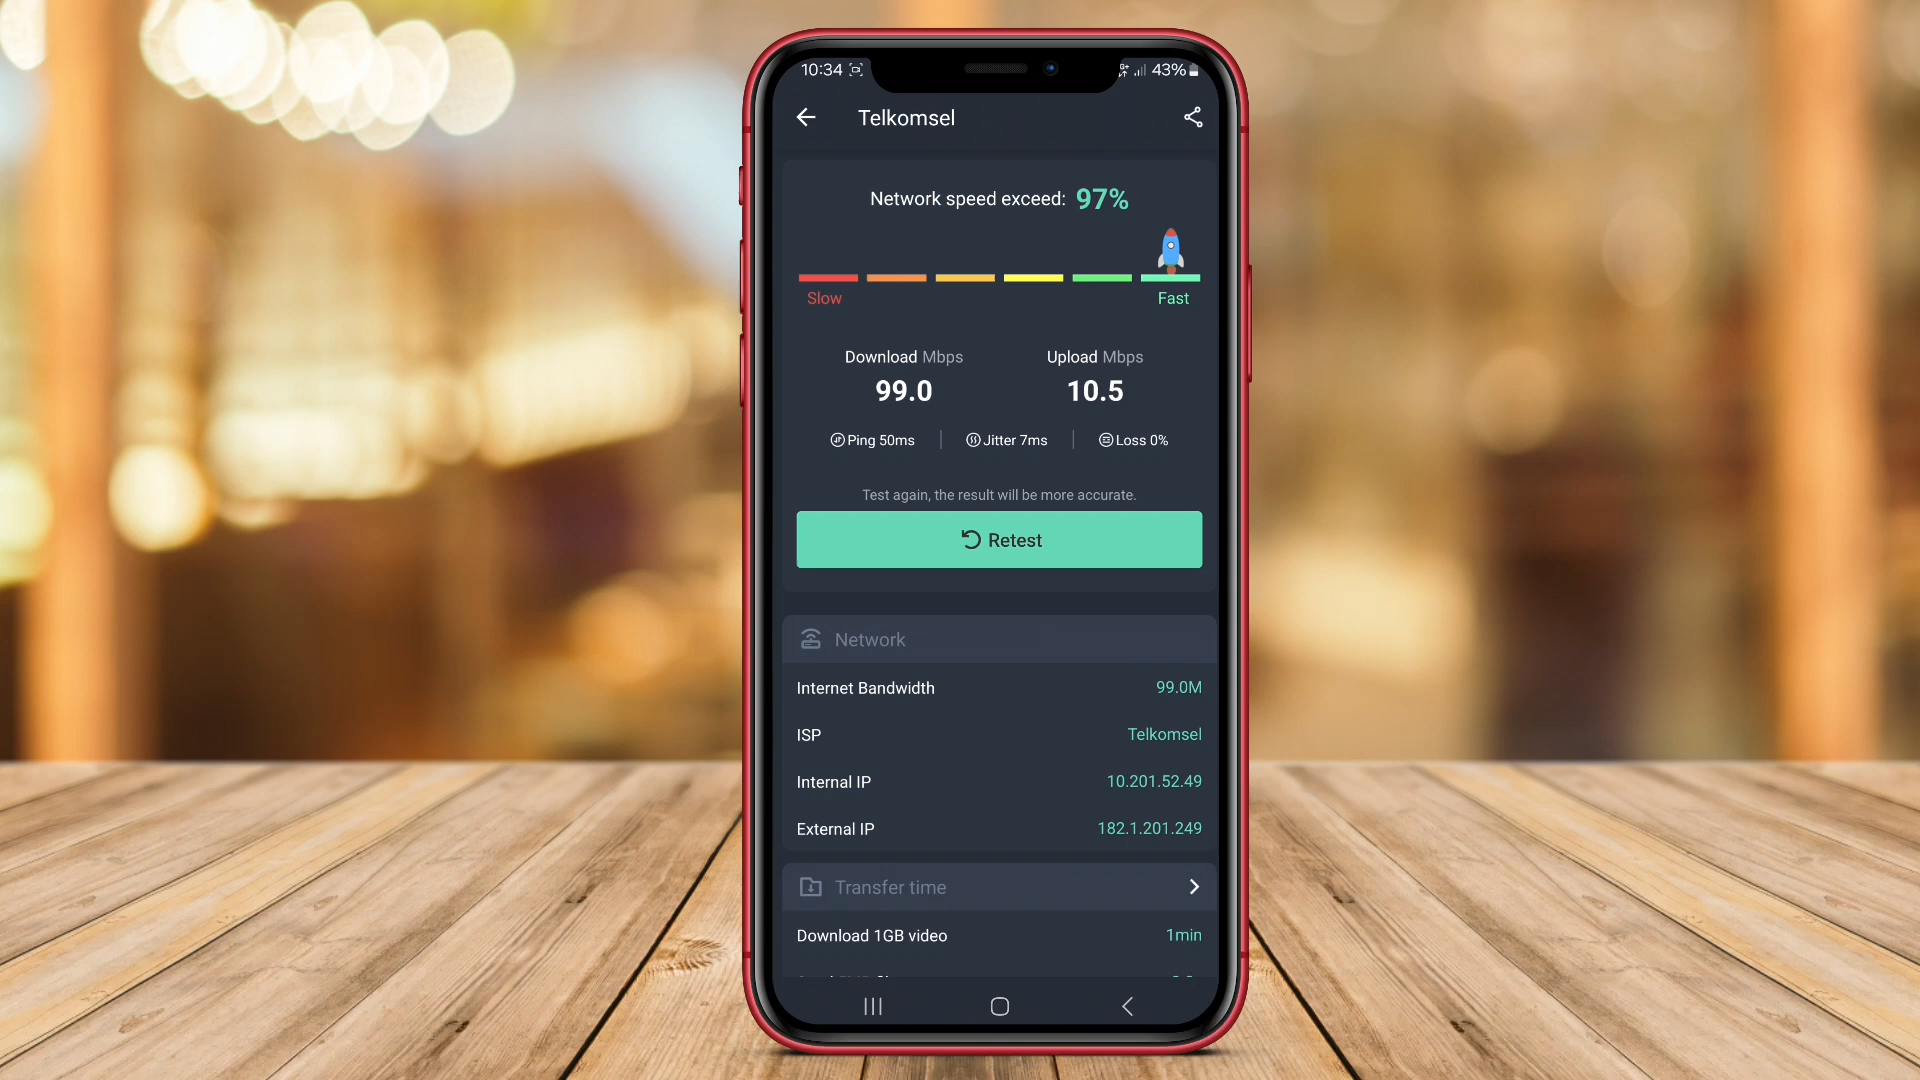 10:34 43%
Telkomsel
Network speed exceed: 97%
Slow Fast
Download Mbps Upload Mbps
99.0 10.5
Ping 50ms Jitter 7ms Loss 0%
Test again, the result will be more accurate.
Retest
Network
Internet Bandwidth 99.0M
ISP Telkomsel
Internal IP 10.201.52.49
External IP 182.1.201.249
Transfer time
Download 1GB video 1min